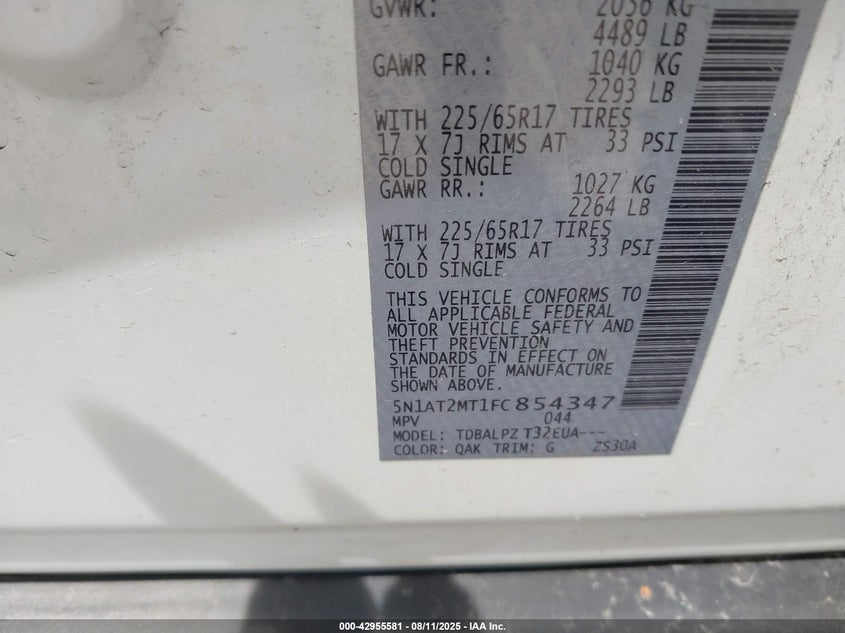 GVWR: 2036 KG
4489 LB
GAWR FR.: 1040 KG
2293 LB
WITH 225/65R17 TIRES
17 X 7J RIMS AT 33 PSI
COLD SINGLE
GAWR RR.: 1027 KG
2264 LB
WITH 225/65R17 TIRES
17 X 7J RIMS AT 33 PSI
COLD SINGLE
THIS VEHICLE CONFORMS TO
ALL APPLICABLE FEDERAL
MOTOR VEHICLE SAFETY AND
THEFT PREVENTION
STANDARDS IN EFFECT ON
THE DATE OF MANUFACTURE
SHOWN ABOVE.
5N1AT2MT1FC854347
MPV 044
MODEL: TDBALPZ T32EUA---
COLOR: QAK TRIM: G ZS30A
000-42955581 - 08/11/2025 - IAA Inc.